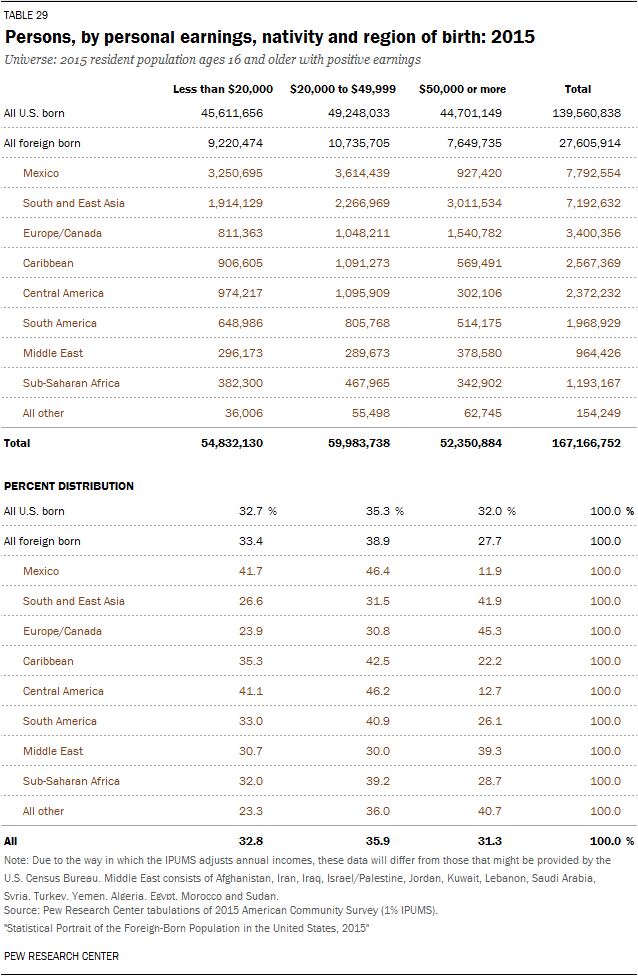 TABLE 29
Persons, by personal earnings, nativity and region of birth: 2015
Universe: 2015 resident population ages 16 and older with positive earnings
Less than $20,000 $20,000 to $49,999 $50,000 or more Total
All U.S. born 45,611,656 49,248,033 44,701,149 139,560,838
All foreign born 9,220,474 10,735,705 7,649,735 27,605,914
Mexico 3,250,695 3,614,439 927,420 7,792,554
South and East Asia 1,914,129 2,266,969 3,011,534 7,192,632
Europe/Canada 811,363 1,048,211 1,540,782 3,400,356
Caribbean 906,605 1,091,273 569,491 2,567,369
Central America 974,217 1,095,909 302,106 2,372,232
South America 648,986 805,768 514,175 1,968,929
Middle East 296,173 289,673 378,580 964,426
Sub-Saharan Africa 382,300 467,965 342,902 1,193,167
All other 36,006 55,498 62,745 154,249
Total 54,832,130 59,983,738 52,350,884 167,166,752
PERCENT DISTRIBUTION
All U.S. born 32.7 % 35.3 % 32.0 % 100.0 %
All foreign born 33.4 38.9 27.7 100.0
Mexico 41.7 46.4 11.9 100.0
South and East Asia 26.6 31.5 41.9 100.0
Europe/Canada 23.9 30.8 45.3 100.0
Caribbean 35.3 42.5 22.2 100.0
Central America 41.1 46.2 12.7 100.0
South America 33.0 40.9 26.1 100.0
Middle East 30.7 30.0 39.3 100.0
Sub-Saharan Africa 32.0 39.2 28.7 100.0
All other 23.3 36.0 40.7 100.0
All 32.8 35.9 31.3 100.0 %
Note: Due to the way in which the IPUMS adjusts annual incomes, these data will differ from those that might be provided by the
U.S. Census Bureau. Middle East consists of Afghanistan, Iran, Iraq, Israel/Palestine, Jordan, Kuwait, Lebanon, Saudi Arabia,
Syria, Turkey, Yemen, Algeria, Egypt, Morocco and Sudan.
Source: Pew Research Center tabulations of 2015 American Community Survey (1% IPUMS).
"Statistical Portrait of the Foreign-Born Population in the United States, 2015"
PEW RESEARCH CENTER